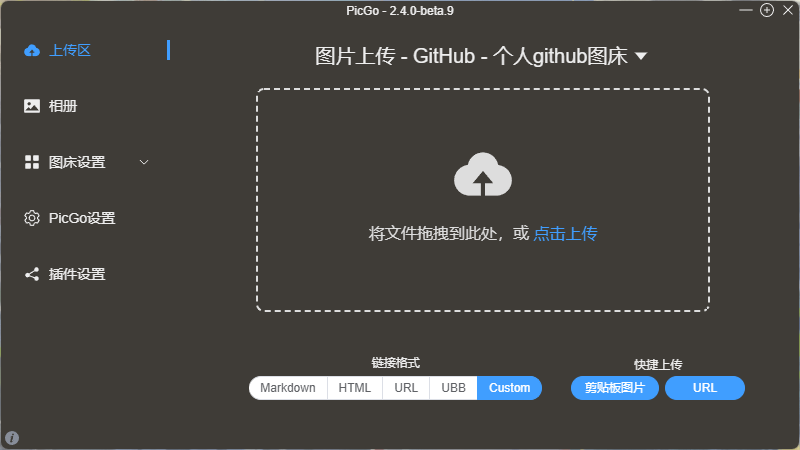 PicGo - 2.4.0-beta.9
上传区
相册
图床设置
PicGo设置
插件设置
图片上传 - GitHub - 个人github图床
将文件拖拽到此处，或 点击上传
链接格式
Markdown HTML URL UBB Custom
快捷上传
剪贴板图片 URL
i